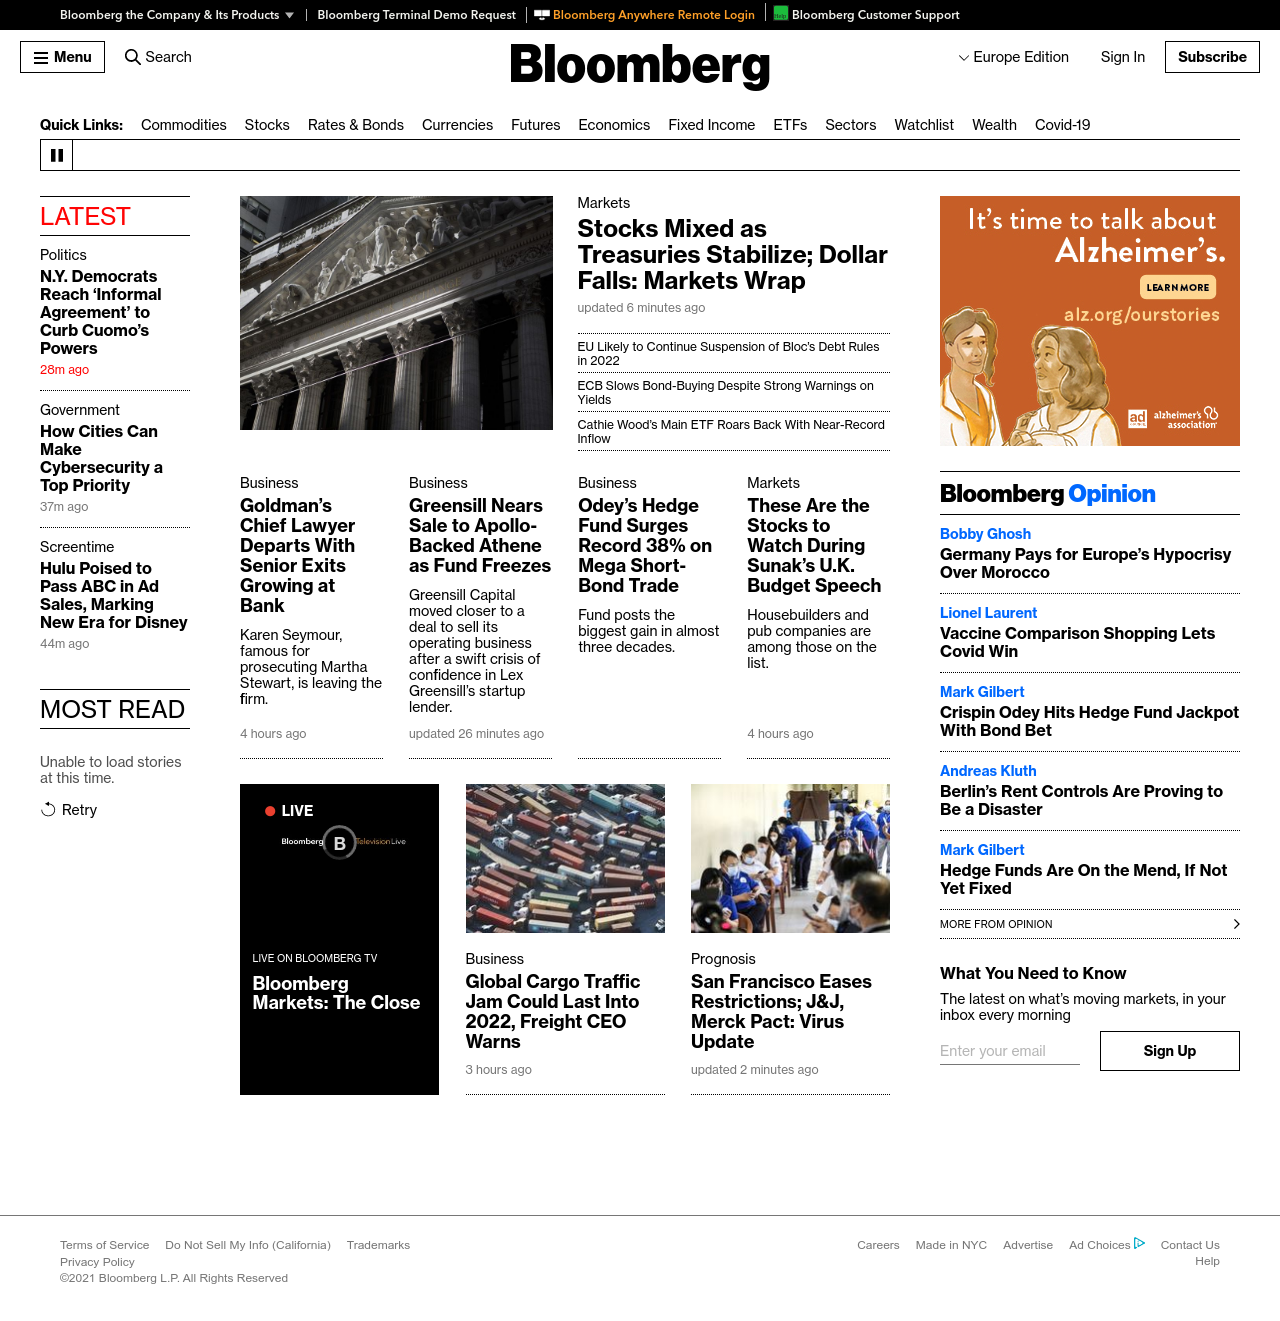 Bloomberg the Company & Its Products
Bloomberg Terminal Demo Request
Bloomberg Anywhere Remote Login
Help
Bloomberg Customer Support
Menu
Search
Bloomberg
Europe Edition
Sign In
Subscribe
Quick Links:
Commodities
Stocks
Rates & Bonds
Currencies
Futures
Economics
Fixed Income
ETFs
Sectors
Watchlist
Wealth
Covid-19
LATEST
Politics
N.Y. Democrats
Reach ‘Informal
Agreement’ to
Curb Cuomo’s
Powers
28m ago
Government
How Cities Can
Make
Cybersecurity a
Top Priority
37m ago
Screentime
Hulu Poised to
Pass ABC in Ad
Sales, Marking
New Era for Disney
44m ago
MOST READ
Unable to load stories
at this time.
Retry
Markets
Stocks Mixed as
Treasuries Stabilize; Dollar
Falls: Markets Wrap
updated 6 minutes ago
EU Likely to Continue Suspension of Bloc’s Debt Rules
in 2022
ECB Slows Bond-Buying Despite Strong Warnings on
Yields
Cathie Wood’s Main ETF Roars Back With Near-Record
Inflow
Business
Goldman’s
Chief Lawyer
Departs With
Senior Exits
Growing at
Bank
Karen Seymour,
famous for
prosecuting Martha
Stewart, is leaving the
firm.
4 hours ago
Business
Greensill Nears
Sale to Apollo-
Backed Athene
as Fund Freezes
Greensill Capital
moved closer to a
deal to sell its
operating business
after a swift crisis of
confidence in Lex
Greensill’s startup
lender.
updated 26 minutes ago
Business
Odey’s Hedge
Fund Surges
Record 38% on
Mega Short-
Bond Trade
Fund posts the
biggest gain in almost
three decades.
Markets
These Are the
Stocks to
Watch During
Sunak’s U.K.
Budget Speech
Housebuilders and
pub companies are
among those on the
list.
4 hours ago
LIVE
Bloomberg B Television Live
LIVE ON BLOOMBERG TV
Bloomberg
Markets: The Close
Business
Global Cargo Traffic
Jam Could Last Into
2022, Freight CEO
Warns
3 hours ago
Prognosis
San Francisco Eases
Restrictions; J&J,
Merck Pact: Virus
Update
updated 2 minutes ago
It’s time to talk about
Alzheimer’s.
LEARN MORE
alz.org/ourstories
ad
alzheimer’s
association
Bloomberg Opinion
Bobby Ghosh
Germany Pays for Europe’s Hypocrisy
Over Morocco
Lionel Laurent
Vaccine Comparison Shopping Lets
Covid Win
Mark Gilbert
Crispin Odey Hits Hedge Fund Jackpot
With Bond Bet
Andreas Kluth
Berlin’s Rent Controls Are Proving to
Be a Disaster
Mark Gilbert
Hedge Funds Are On the Mend, If Not
Yet Fixed
MORE FROM OPINION
What You Need to Know
The latest on what’s moving markets, in your
inbox every morning
Enter your email
Sign Up
Terms of Service
Do Not Sell My Info (California)
Trademarks
Privacy Policy
©2021 Bloomberg L.P. All Rights Reserved
Careers
Made in NYC
Advertise
Ad Choices
Contact Us
Help